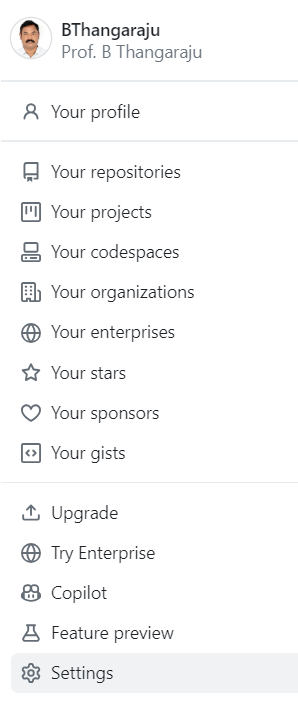 BThangaraju
Prof. B Thangaraju
Your profile
Your repositories
Your projects
Your codespaces
Your organizations
Your enterprises
Your stars
Your sponsors
Your gists
Upgrade
Try Enterprise
Copilot
Feature preview
Settings